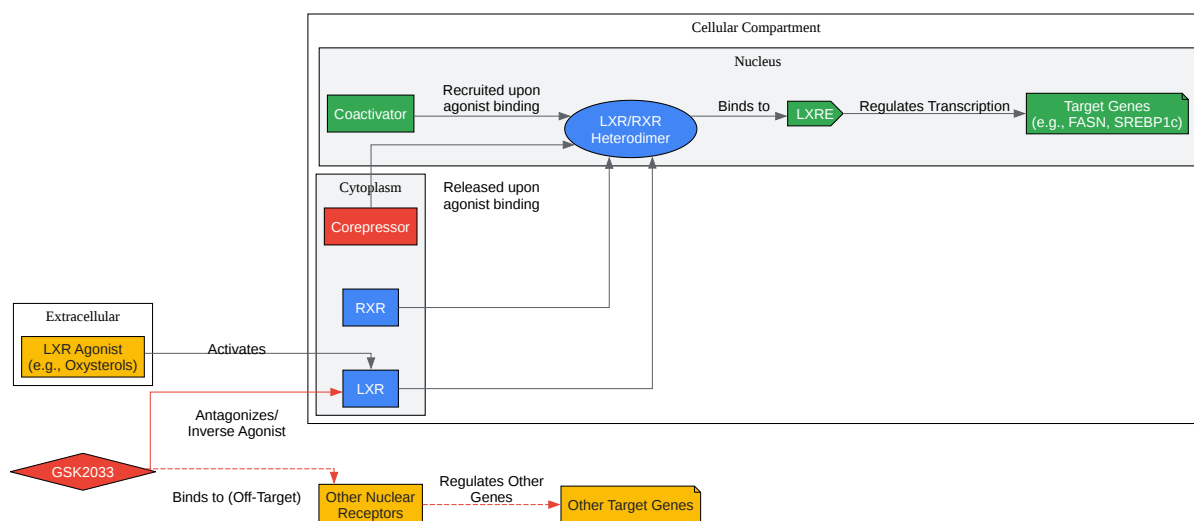 Cellular Compartment
Nucleus
Coactivator
Recruited upon
agonist binding
LXR/RXR
Heterodimer
Binds to
LXRE
Regulates Transcription
Target Genes
(e.g., FASN, SREBP1c)
Cytoplasm
Released upon
agonist binding
Corepressor
RXR
Extracellular
LXR Agonist
(e.g., Oxysterols)
Activates
LXR
Antagonizes/
Inverse Agonist
GSK2033
Binds to (Off-Target)
Other Nuclear
Receptors
Regulates Other
Genes
Other Target Genes